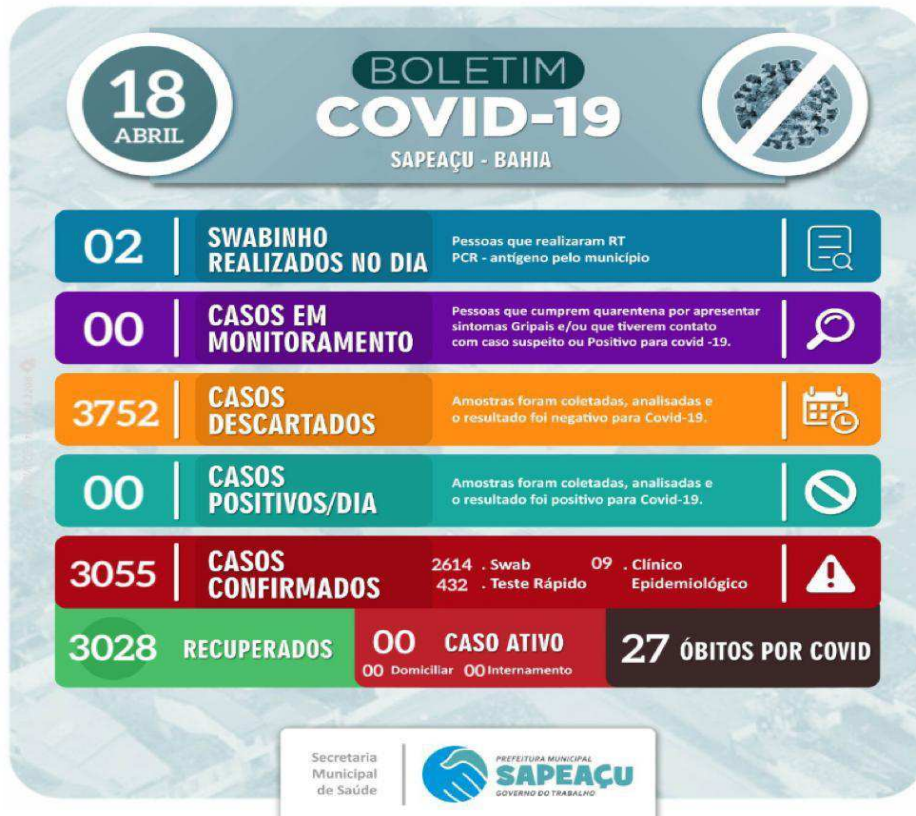 18
ABRIL
BOLETIM
COVID-19
SAPEAÇU - BAHIA
02
SWABINHO
REALIZADOS NO DIA
Pessoas que realizaram RT
PCR - antígeno pelo município
00
CASOS EM
MONITORAMENTO
Pessoas que cumprem quarentena por apresentar
sintomas Gripais e/ou que tiverem contato
com caso suspeito ou Positivo para covid -19.
3752
CASOS
DESCARTADOS
Amostras foram coletadas, analisadas e
o resultado foi negativo para Covid-19.
00
CASOS
POSITIVOS/DIA
Amostras foram coletadas, analisadas e
o resultado foi positivo para Covid-19.
3055
CASOS
CONFIRMADOS
2614 . Swab
432 . Teste Rápido
09 . Clínico
Epidemiológico
3028 RECUPERADOS
00 CASO ATIVO
00 Domiciliar 00 Internamento
27 ÓBITOS POR COVID
Secretaria
Municipal
de Saúde
PREFEITURA MUNICIPAL
SAPEAÇU
GOVERNO DO TRABALHO